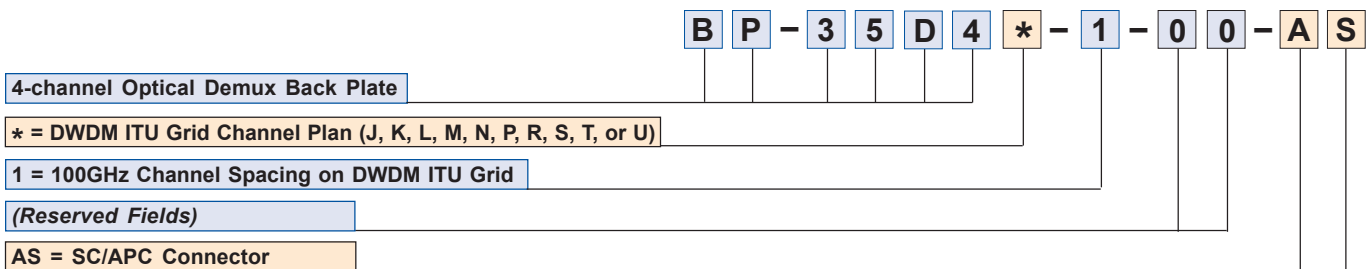 B P - 3 5 D 4 * - 1 - 0 0 - A S
4-channel Optical Demux Back Plate
* = DWDM ITU Grid Channel Plan (J, K, L, M, N, P, R, S, T, or U)
1 = 100GHz Channel Spacing on DWDM ITU Grid
(Reserved Fields)
AS = SC/APC Connector